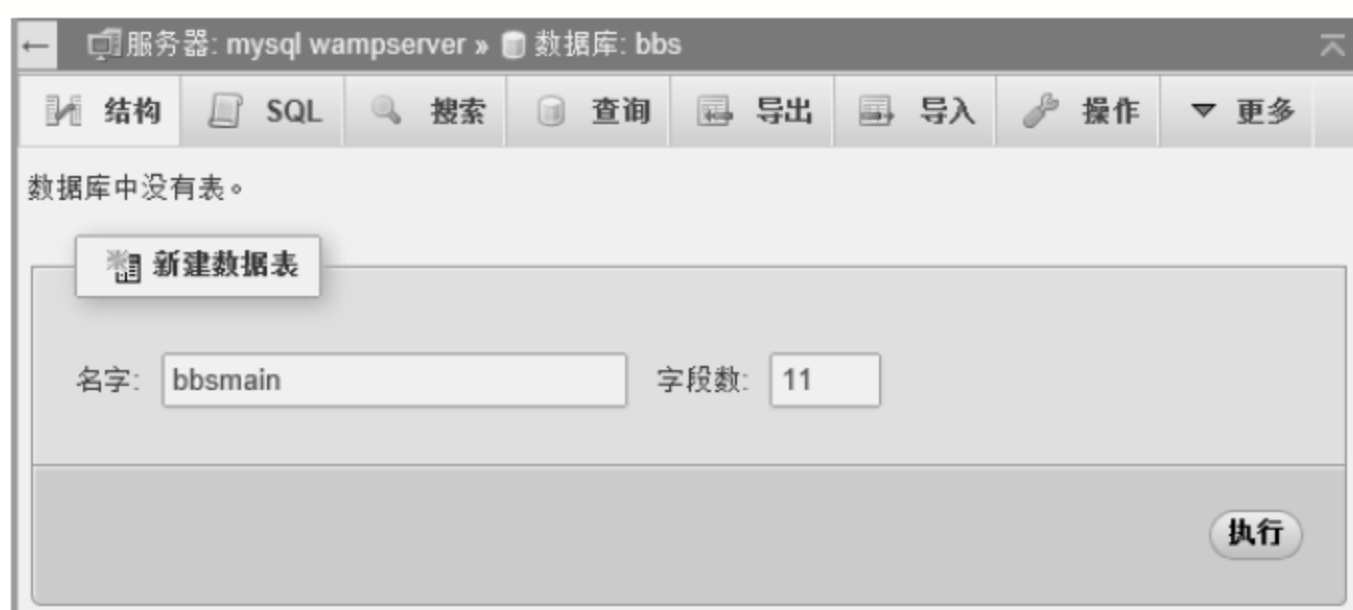 ← 服务器: mysql wampserver » 数据库: bbs
结构 SQL 搜索 查询 导出 导入 操作 ▼ 更多
数据库中没有表。
新建数据表
名字: bbsmain 字段数: 11
执行